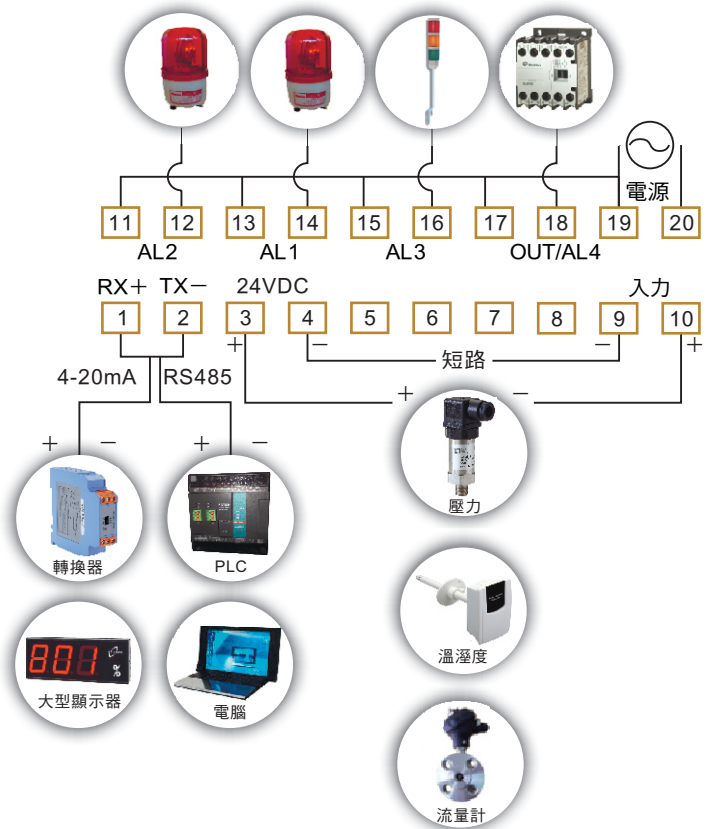 電源
11 12 13 14 15 16 17 18 19 20
AL2 AL1 AL3 OUT/AL4
RX+ TX− 24VDC 入力
1 2 3 4 5 6 7 8 9 10
+ − − +
短路
4-20mA RS485
+ −
+ − + −
壓力
轉換器 PLC
溫溼度
801
大型顯示器 電腦
流量計